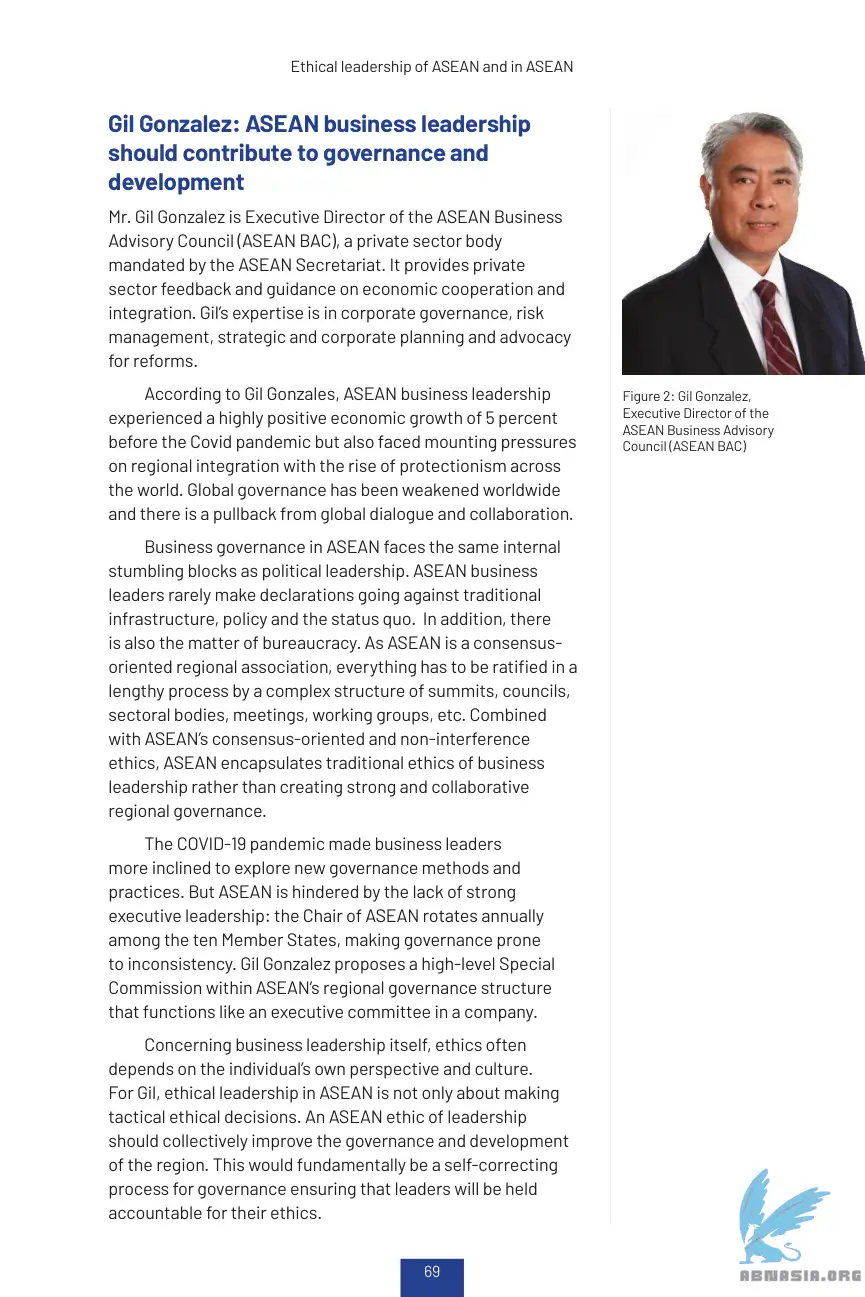 Ethical leadership of ASEAN and in ASEAN
Gil Gonzalez: ASEAN business leadership
should contribute to governance and
development
Mr. Gil Gonzalez is Executive Director of the ASEAN Business
Advisory Council (ASEAN BAC), a private sector body
mandated by the ASEAN Secretariat. It provides private
sector feedback and guidance on economic cooperation and
integration. Gil’s expertise is in corporate governance, risk
management, strategic and corporate planning and advocacy
for reforms.
According to Gil Gonzales, ASEAN business leadership
experienced a highly positive economic growth of 5 percent
before the Covid pandemic but also faced mounting pressures
on regional integration with the rise of protectionism across
the world. Global governance has been weakened worldwide
and there is a pullback from global dialogue and collaboration.
Business governance in ASEAN faces the same internal
stumbling blocks as political leadership. ASEAN business
leaders rarely make declarations going against traditional
infrastructure, policy and the status quo.  In addition, there
is also the matter of bureaucracy. As ASEAN is a consensus-
oriented regional association, everything has to be ratified in a
lengthy process by a complex structure of summits, councils,
sectoral bodies, meetings, working groups, etc. Combined
with ASEAN’s consensus-oriented and non-interference
ethics, ASEAN encapsulates traditional ethics of business
leadership rather than creating strong and collaborative
regional governance.
The COVID-19 pandemic made business leaders
more inclined to explore new governance methods and
practices. But ASEAN is hindered by the lack of strong
executive leadership: the Chair of ASEAN rotates annually
among the ten Member States, making governance prone
to inconsistency. Gil Gonzalez proposes a high-level Special
Commission within ASEAN’s regional governance structure
that functions like an executive committee in a company.
Concerning business leadership itself, ethics often
depends on the individual’s own perspective and culture.
For Gil, ethical leadership in ASEAN is not only about making
tactical ethical decisions. An ASEAN ethic of leadership
should collectively improve the governance and development
of the region. This would fundamentally be a self-correcting
process for governance ensuring that leaders will be held
accountable for their ethics.
Figure 2: Gil Gonzalez,
Executive Director of the
ASEAN Business Advisory
Council (ASEAN BAC)
69
ABNASIA.ORG